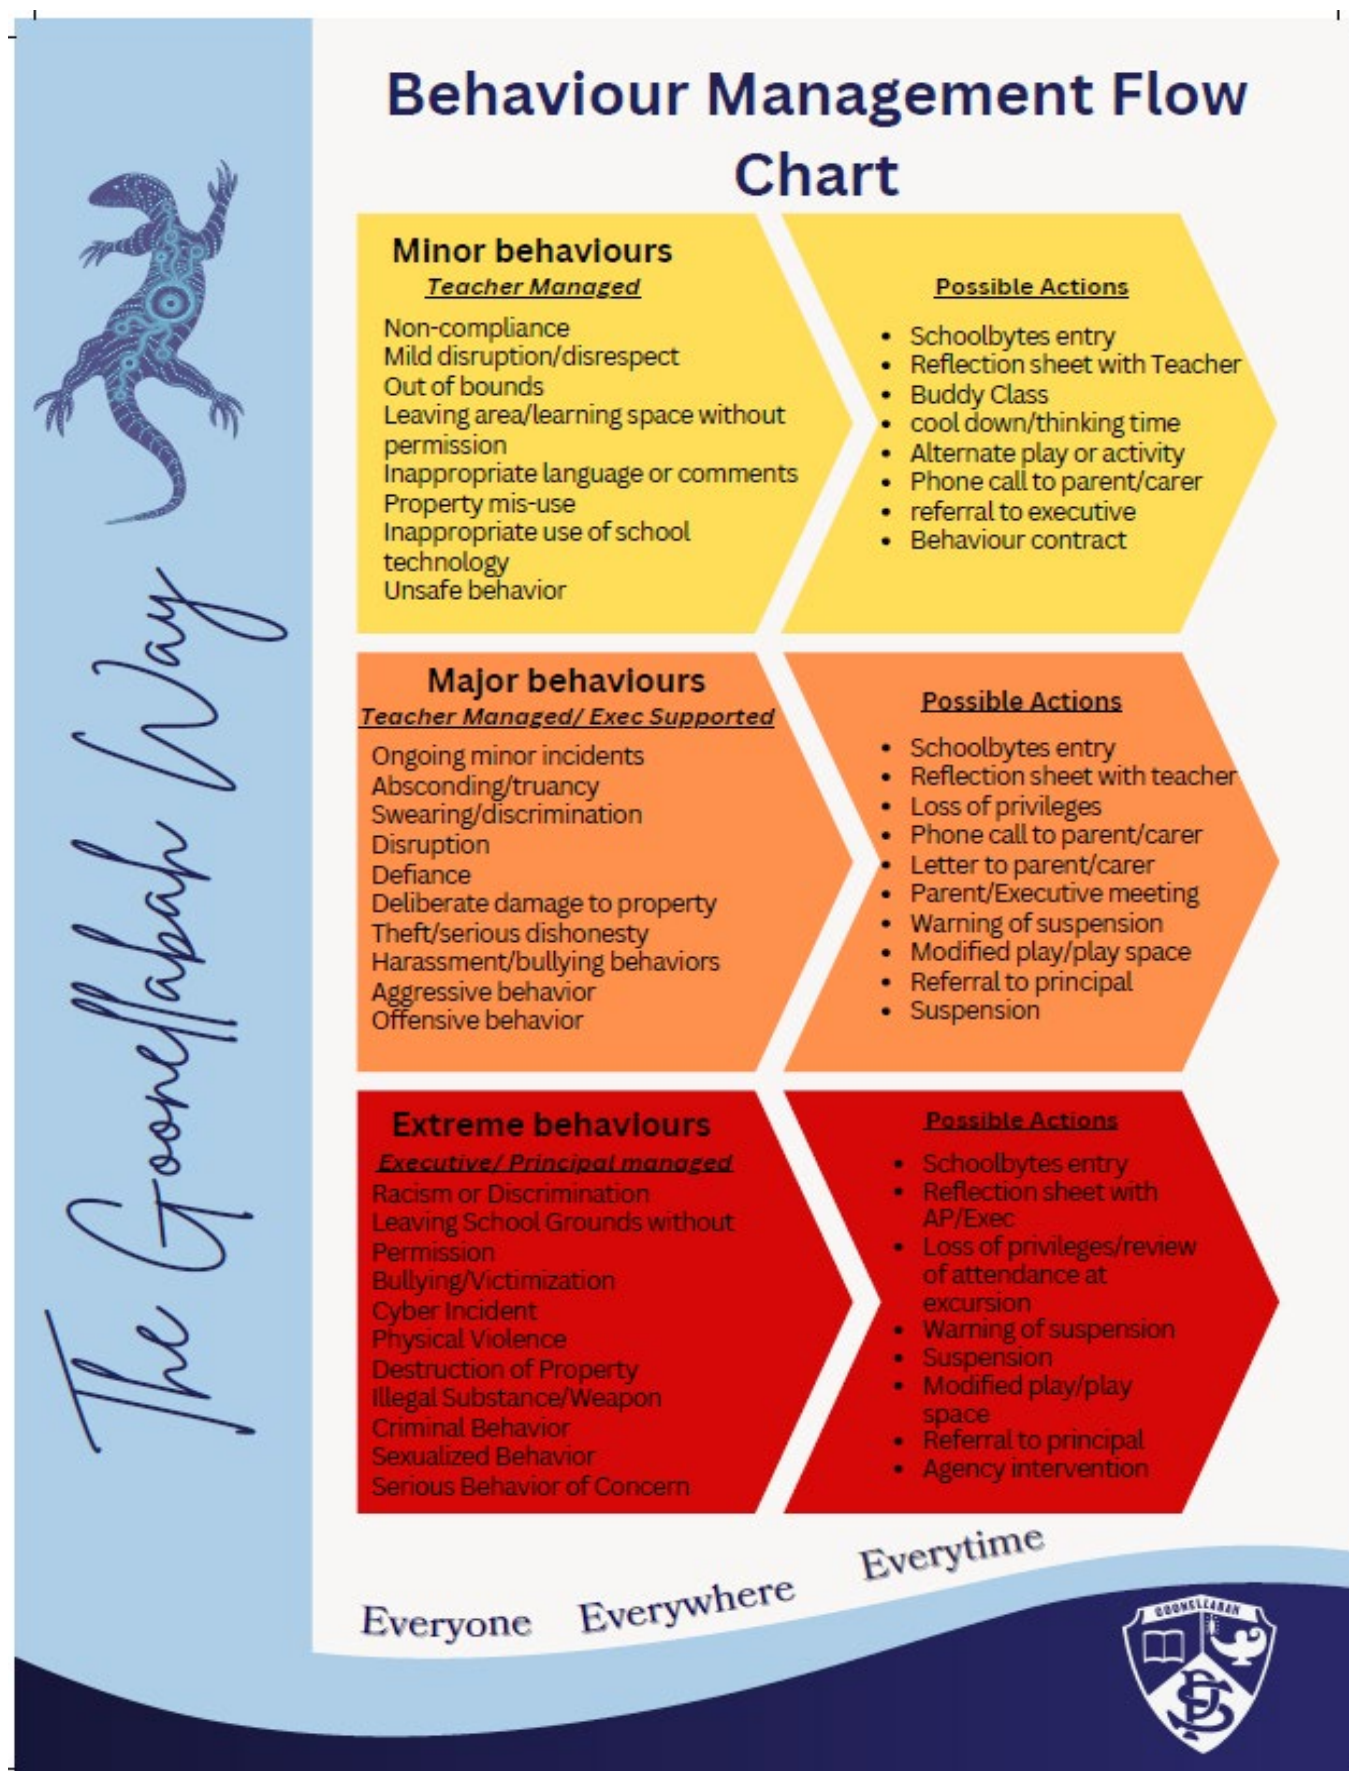 Behaviour Management Flow
Chart
The Goonellabah Way
Minor behaviours
Teacher Managed
Non-compliance
Mild disruption/disrespect
Out of bounds
Leaving area/learning space without
permission
Inappropriate language or comments
Property mis-use
Inappropriate use of school
technology
Unsafe behavior
Possible Actions
• Schoolbytes entry
• Reflection sheet with Teacher
• Buddy Class
• cool down/thinking time
• Alternate play or activity
• Phone call to parent/carer
• referral to executive
• Behaviour contract
Major behaviours
Teacher Managed/ Exec Supported
Ongoing minor incidents
Absconding/truancy
Swearing/discrimination
Disruption
Defiance
Deliberate damage to property
Theft/serious dishonesty
Harassment/bullying behaviors
Aggressive behavior
Offensive behavior
Possible Actions
• Schoolbytes entry
• Reflection sheet with teacher
• Loss of privileges
• Phone call to parent/carer
• Letter to parent/carer
• Parent/Executive meeting
• Warning of suspension
• Modified play/play space
• Referral to principal
• Suspension
Extreme behaviours
Executive/ Principal managed
Racism or Discrimination
Leaving School Grounds without
Permission
Bullying/Victimization
Cyber Incident
Physical Violence
Destruction of Property
Illegal Substance/Weapon
Criminal Behavior
Sexualized Behavior
Serious Behavior of Concern
Possible Actions
• Schoolbytes entry
• Reflection sheet with
AP/Exec
• Loss of privileges/review
of attendance at
excursion
• Warning of suspension
• Suspension
• Modified play/play
space
• Referral to principal
• Agency intervention
Everyone Everywhere Everytime
GOONELLABAH
PS